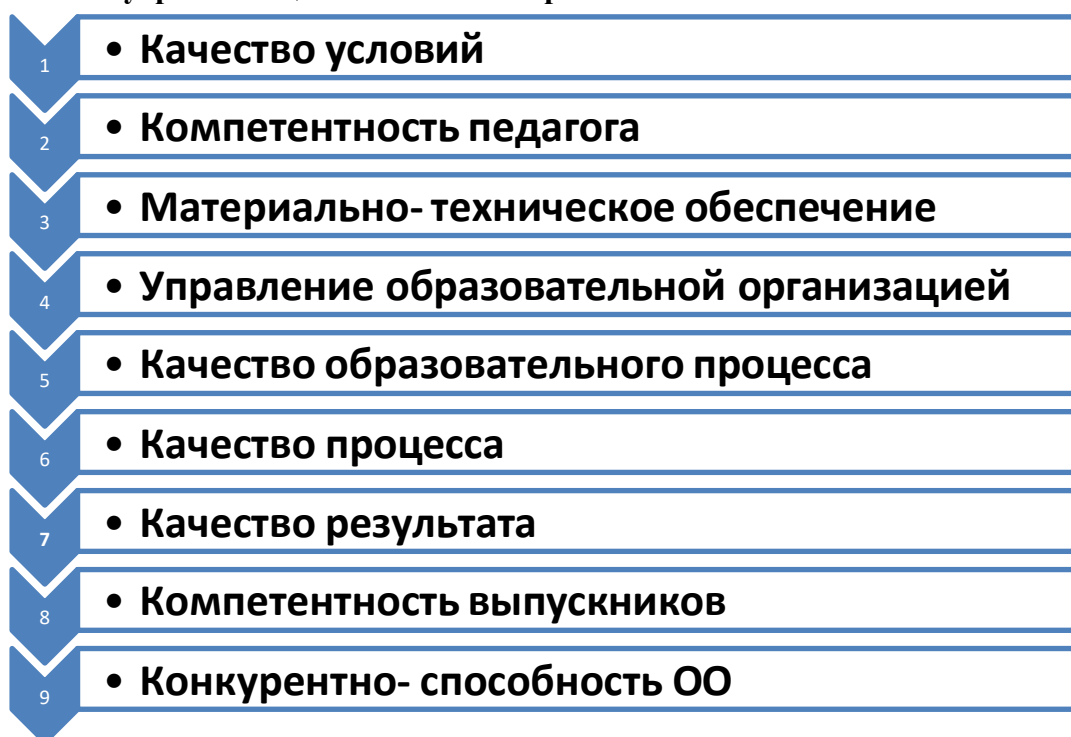 1 • Качество условий
2 • Компетентность педагога
3 • Материально- техническое обеспечение
4 • Управление образовательной организацией
5 • Качество образовательного процесса
6 • Качество процесса
7 • Качество результата
8 • Компетентность выпускников
9 • Конкурентно- способность ОО